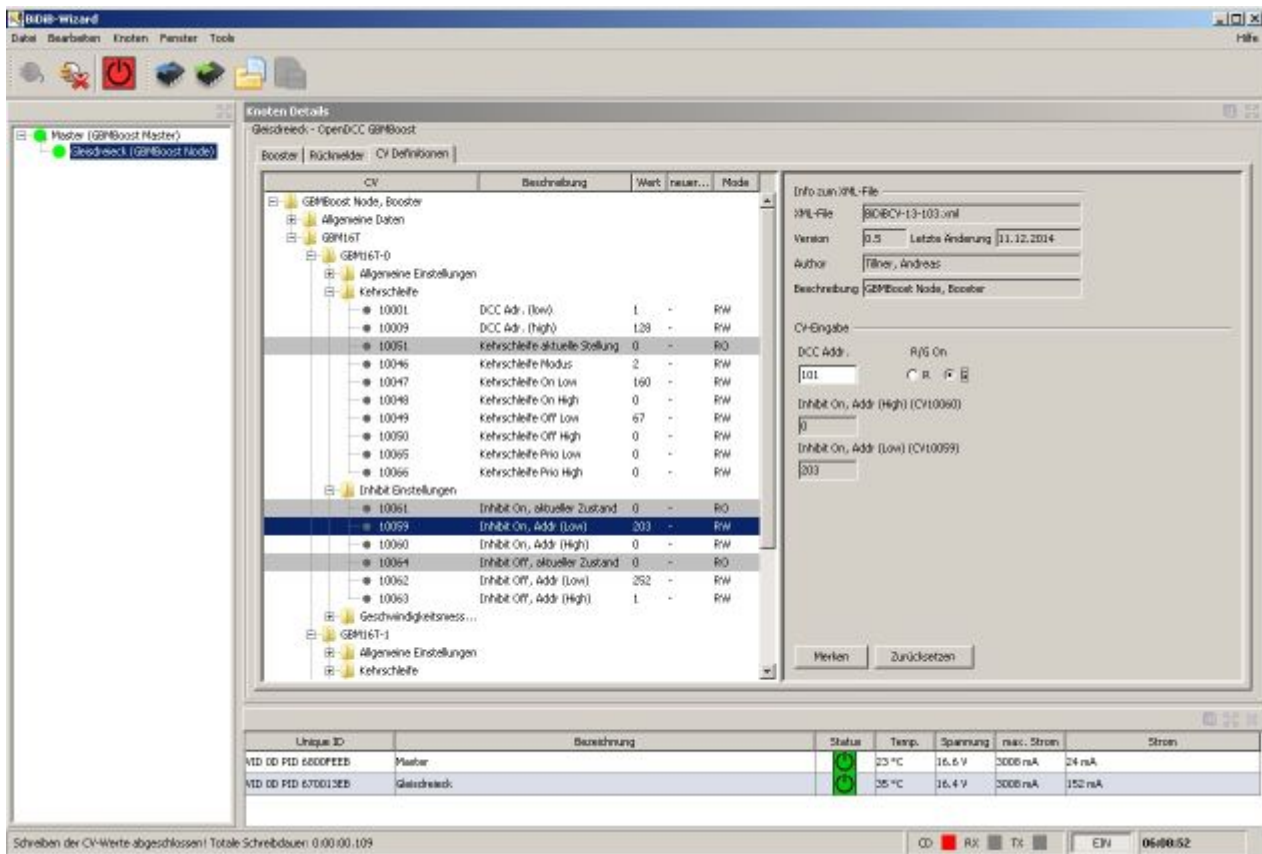 BiDiB-Wizard
Datei Bearbeiten Knoten Fenster Tools Hilfe
Master (GBMBoost Master)
Gleisdreieck (GBMBoost Node)
Knoten Details
Gleisdreieck - OpenDCC GBMBoost
Booster Rückmelder CV Definitionen
CV Beschreibung Wert neuer... Mode
GBMBoost Node, Booster
Allgemeine Daten
GBM16T
GBM16T-0
Allgemeine Einstellungen
Kehrschleife
10001 DCC Adr. (low) 1 - RW
10009 DCC Adr. (high) 128 - RW
10051 Kehrschleife aktuelle Stellung 0 - RO
10046 Kehrschleife Modus 2 - RW
10047 Kehrschleife On Low 160 - RW
10048 Kehrschleife On High 0 - RW
10049 Kehrschleife Off Low 67 - RW
10050 Kehrschleife Off High 0 - RW
10065 Kehrschleife Prio Low 0 - RW
10066 Kehrschleife Prio High 0 - RW
Inhibit Einstellungen
10061 Inhibit On, aktueller Zustand 0 - RO
10059 Inhibit On, Addr (Low) 203 - RW
10060 Inhibit On, Addr (High) 0 - RW
10064 Inhibit Off, aktueller Zustand 0 - RO
10062 Inhibit Off, Addr (Low) 252 - RW
10063 Inhibit Off, Addr (High) 1 - RW
Geschwindigkeitsmess...
GBM16T-1
Allgemeine Einstellungen
Kehrschleife
Info zum XML-File
XML-File BiDiBCV-13-103.xml
Version 0.5 Letzte Änderung 11.12.2014
Author Tillner, Andreas
Beschreibung GBMBoost Node, Booster
CV-Eingabe
DCC Addr. R/G On
101 R G
Inhibit On, Addr (High) (CV10060)
0
Inhibit On, Addr (Low) (CV10059)
203
Merken Zurücksetzen
Unique ID Bezeichnung Status Temp. Spannung max. Strom Strom
VID 0D PID 6800FEEB Master 23 °C 16.6 V 3008 mA 24 mA
VID 0D PID 670013EB Gleisdreieck 35 °C 16.4 V 3008 mA 152 mA
Schreiben der CV-Werte abgeschlossen! Totale Schreibdauer: 0:00:00.109 CD RX TX EIN 06:08:52